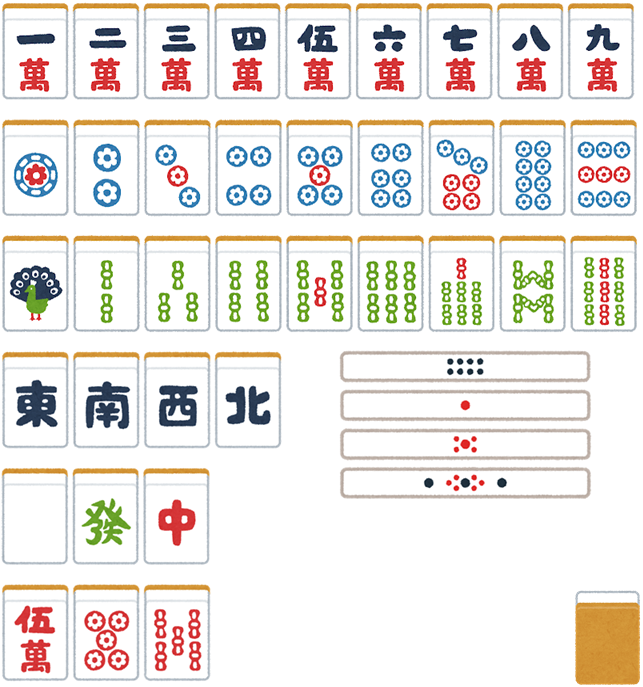 一 二 三 四 伍 六 七 八 九
萬 萬 萬 萬 萬 萬 萬 萬 萬
東 南 西 北
發 中
伍
萬